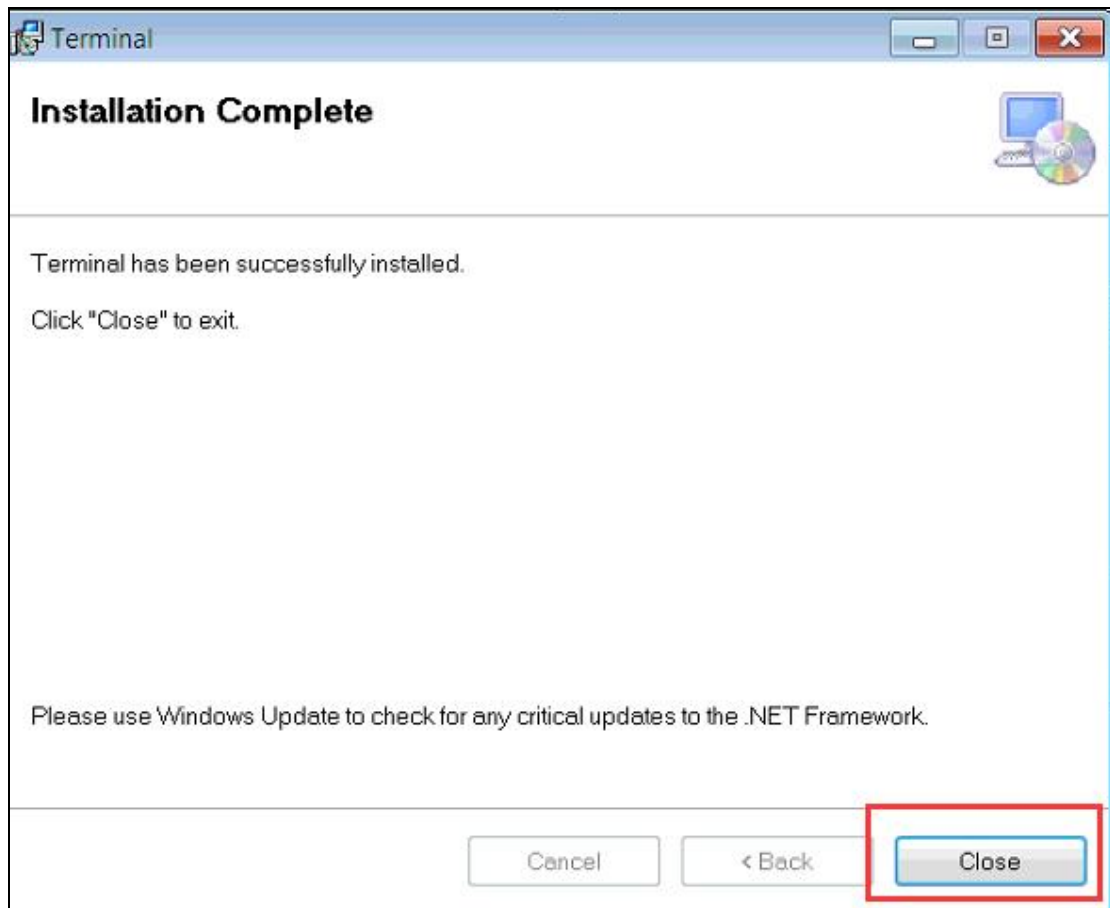 Terminal
Installation Complete
Terminal has been successfully installed.
Click "Close" to exit.
Please use Windows Update to check for any critical updates to the .NET Framework.
Cancel
< Back
Close